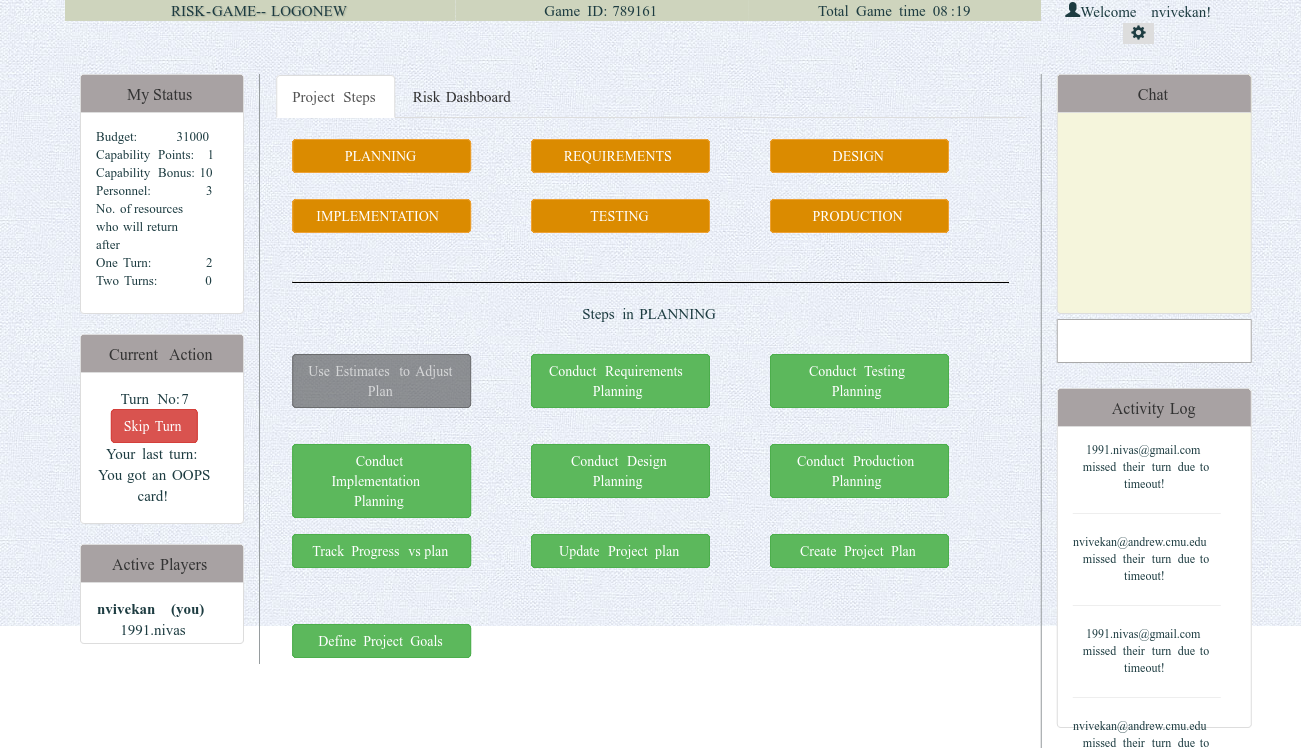 RISK-GAME-- LOGONEW
Game ID: 789161
Total Game time 08:19
Welcome nvivekan!
My Status
Budget: 31000
Capability Points: 1
Capability Bonus: 10
Personnel: 3
No. of resources
who will return
after
One Turn: 2
Two Turns: 0
Current Action
Turn No:7
Skip Turn
Your last turn:
You got an OOPS
card!
Active Players
nvivekan (you)
1991.nivas
Project Steps
Risk Dashboard
PLANNING
REQUIREMENTS
DESIGN
IMPLEMENTATION
TESTING
PRODUCTION
Steps in PLANNING
Use Estimates to Adjust
Plan
Conduct Requirements
Planning
Conduct Testing
Planning
Conduct
Implementation
Planning
Conduct Design
Planning
Conduct Production
Planning
Track Progress vs plan
Update Project plan
Create Project Plan
Define Project Goals
Chat
Activity Log
1991.nivas@gmail.com
missed their turn due to
timeout!
nvivekan@andrew.cmu.edu
missed their turn due to
timeout!
1991.nivas@gmail.com
missed their turn due to
timeout!
nvivekan@andrew.cmu.edu
missed their turn due to